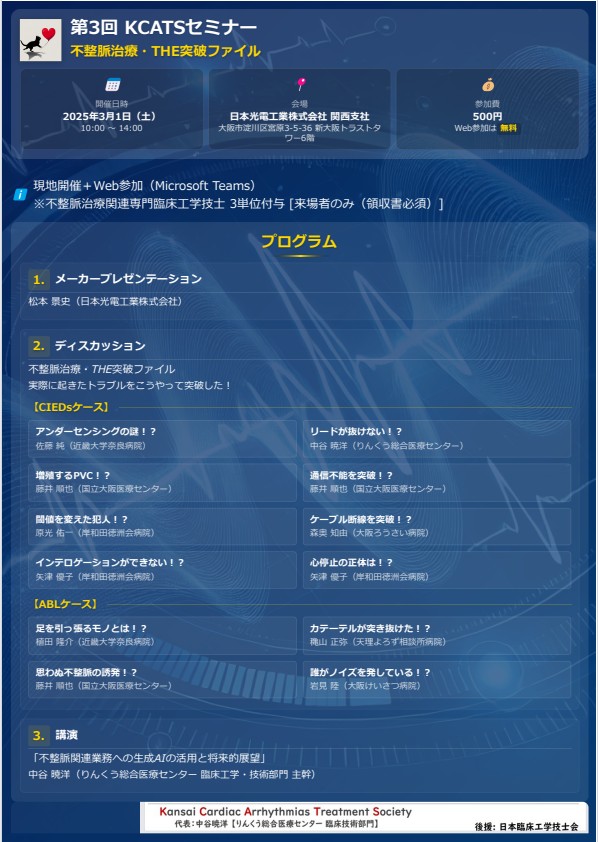 第3回 KCATSセミナー
不整脈治療・THE突破ファイル
開催日時
2025年3月1日（土）
10:00 〜 14:00
会場
日本光電工業株式会社 関西支社
大阪市淀川区宮原3-5-36 新大阪トラストタ
ワー6階
参加費
500円
Web参加は 無料
現地開催＋Web参加（Microsoft Teams）
※不整脈治療関連専門臨床工学技士 3単位付与 [来場者のみ（領収書必須）]
プログラム
1. メーカープレゼンテーション
松本 景史（日本光電工業株式会社）
2. ディスカッション
不整脈治療・THE突破ファイル
実際に起きたトラブルをこうやって突破した！
【CIEDsケース】
アンダーセンシングの謎！？
佐藤 純（近畿大学奈良病院）
リードが抜けない！？
中谷 暁洋（りんくう総合医療センター）
増殖するPVC！？
藤井 順也（国立大阪医療センター）
通信不能を突破！？
藤井 順也（国立大阪医療センター）
閾値を変えた犯人！？
原光 佑一（岸和田徳洲会病院）
ケーブル断線を突破！？
森奥 知由（大阪ろうさい病院）
インテロゲーションができない！？
矢津 優子（岸和田徳洲会病院）
心停止の正体は！？
矢津 優子（岸和田徳洲会病院）
【ABLケース】
足を引っ張るモノとは！？
植田 隆介（近畿大学奈良病院）
カテーテルが突き抜けた！？
穐山 正弥（天理よろず相談所病院）
思わぬ不整脈の誘発！？
藤井 順也（国立大阪医療センター）
誰がノイズを発している！？
岩見 陸（大阪けいさつ病院）
3. 講演
「不整脈関連業務への生成AIの活用と将来的展望」
中谷 暁洋（りんくう総合医療センター 臨床工学・技術部門 主幹）
Kansai Cardiac Arrhythmias Treatment Society
代表：中谷暁洋【りんくう総合医療センター 臨床技術部門】
後援: 日本臨床工学技士会